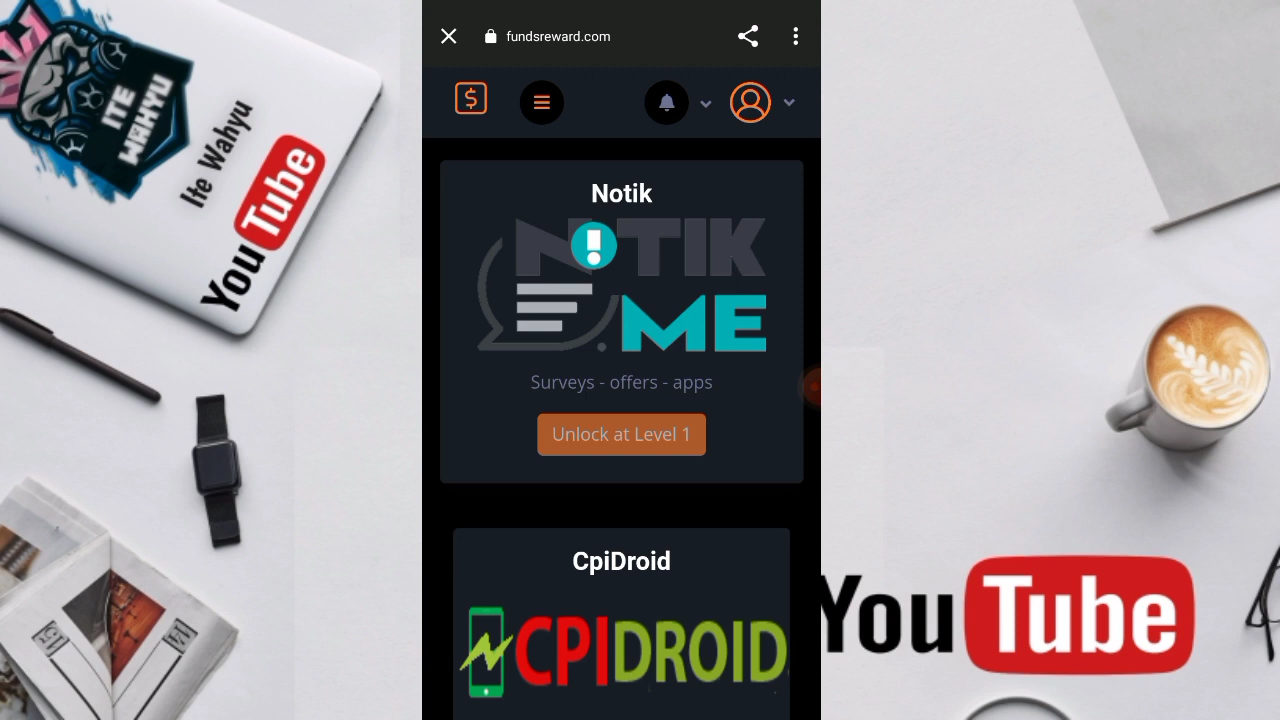 ITE
WAHYU
Ite Wahyu
YouTube
fundsreward.com
$
Notik
NOTIK
ME
Surveys - offers - apps
Unlock at Level 1
CpiDroid
CPIDROID
YouTube